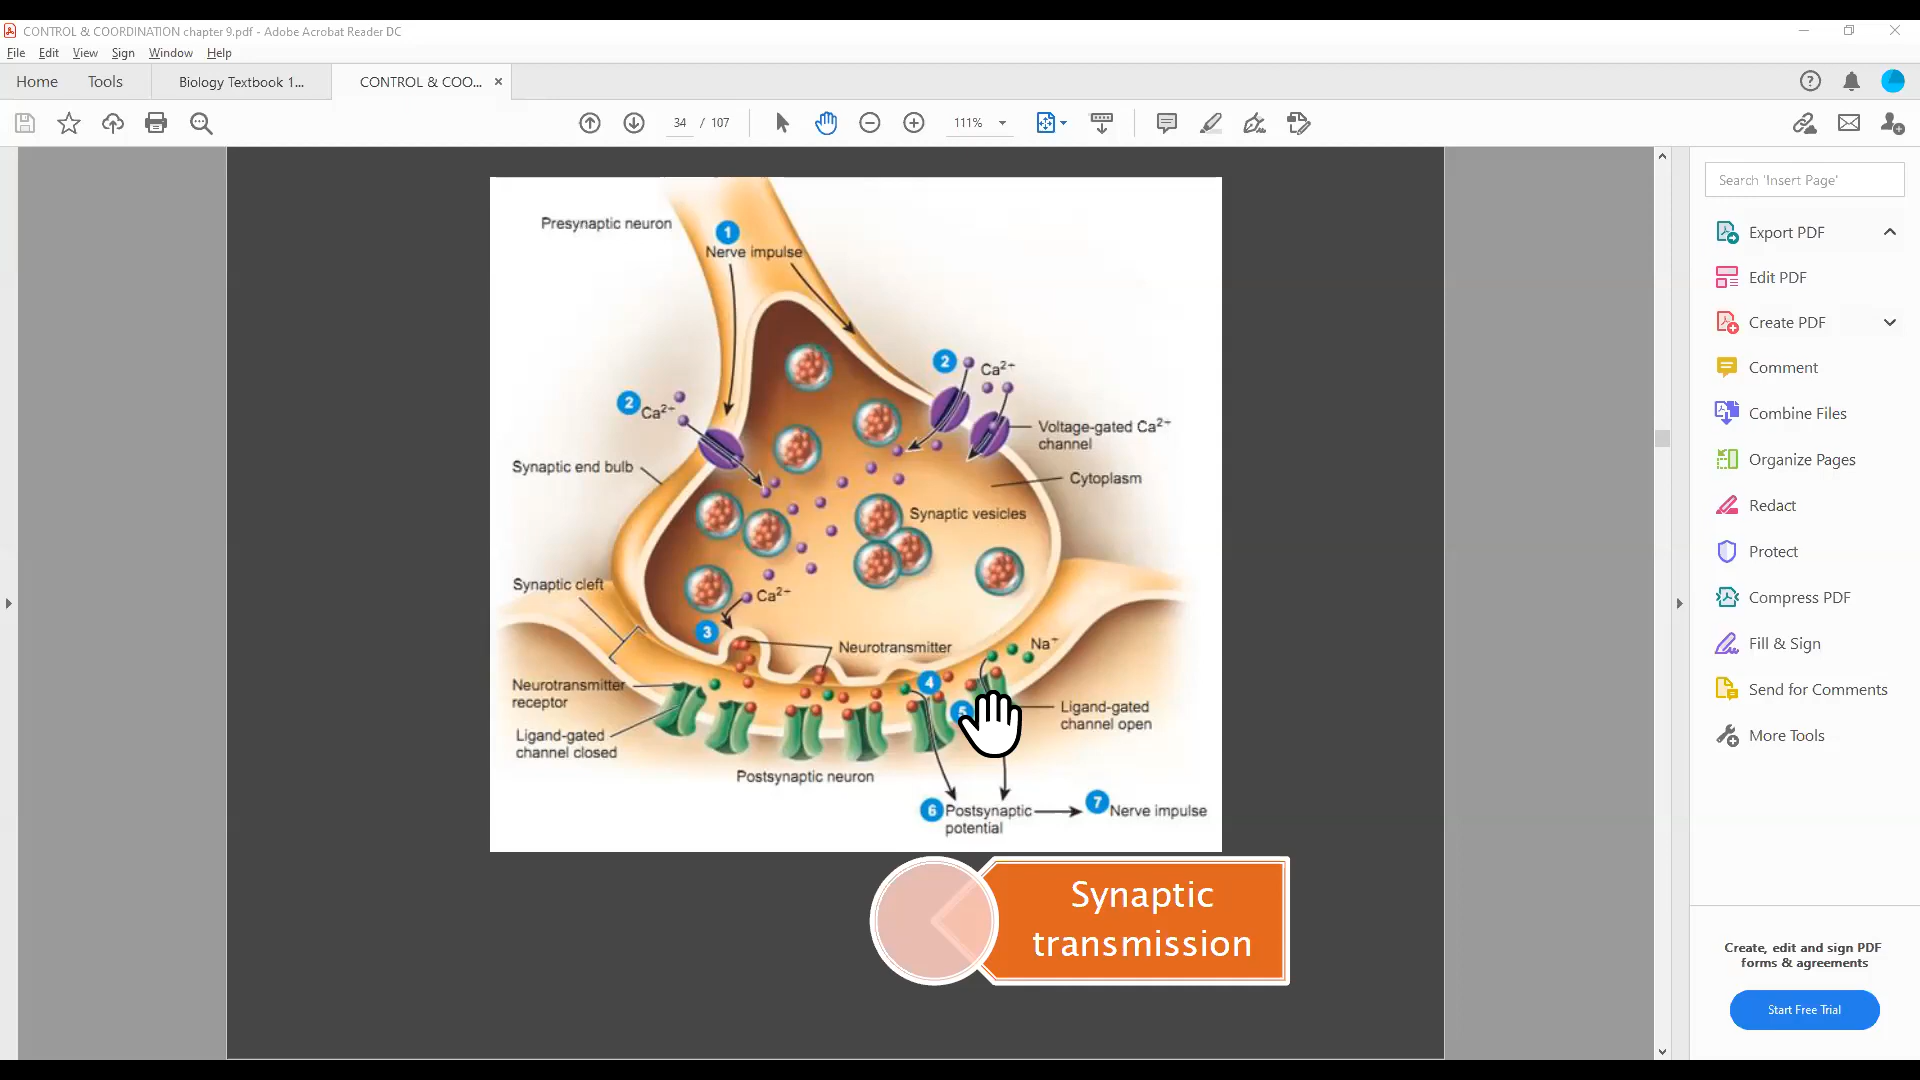 CONTROL & COORDINATION chapter 9.pdf - Adobe Acrobat Reader DC
File Edit View Sign Window Help
Home Tools Biology Textbook 1... CONTROL & COO... ×
34 / 107 111%
Search 'Insert Page'
Export PDF
Edit PDF
Create PDF
Comment
Combine Files
Organize Pages
Redact
Protect
Compress PDF
Fill & Sign
Send for Comments
More Tools
Create, edit and sign PDF
forms & agreements
Start Free Trial
Presynaptic neuron
1
Nerve impulse
2 Ca²⁺
2 Ca²⁺
Voltage-gated Ca²⁺
channel
Synaptic end bulb
Cytoplasm
Synaptic vesicles
Synaptic cleft
Ca²⁺
3
Neurotransmitter
Na⁺
4
Neurotransmitter
receptor
5
Ligand-gated
channel open
Ligand-gated
channel closed
Postsynaptic neuron
6 Postsynaptic
potential
7 Nerve impulse
Synaptic
transmission